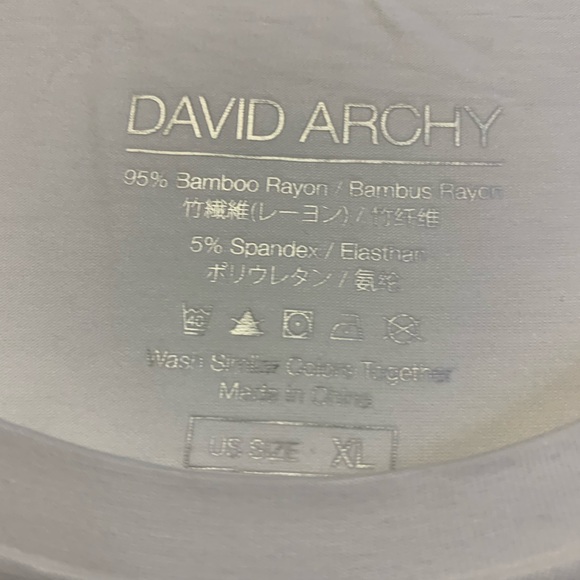 DAVID ARCHY
95% Bamboo Rayon / Bambus Rayon
竹繊維(レーヨン) / 竹纤维
5% Spandex / Elasthan
ポリウレタン / 氨纶
40
Wash Similar Colors Together
Made in China
US SIZE · XL